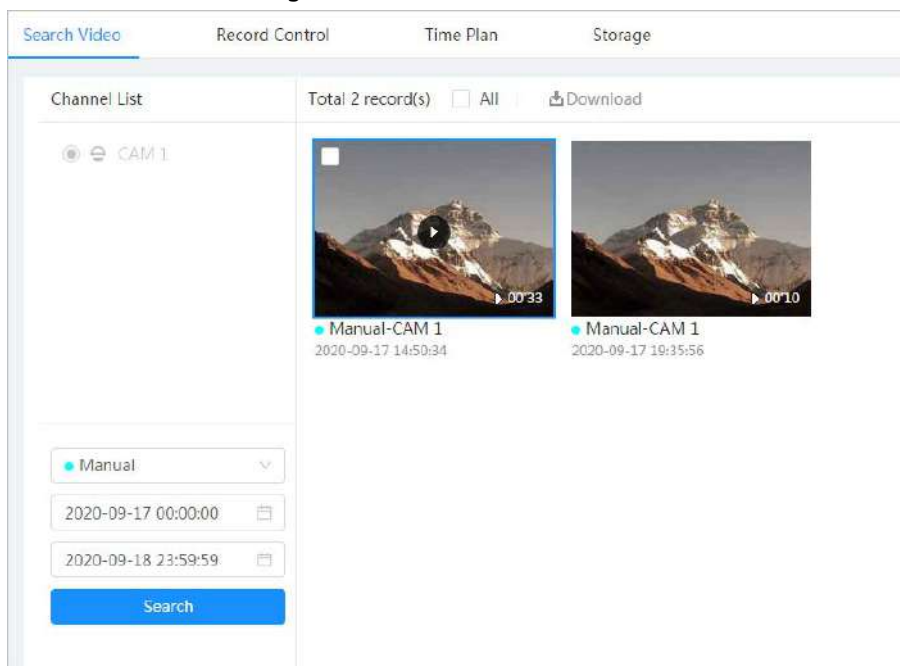 Search Video Record Control Time Plan Storage
Channel List
Total 2 record(s) All Download
CAM 1
00'33
00'10
Manual-CAM 1
2020-09-17 14:50:34
Manual-CAM 1
2020-09-17 19:35:56
Manual
2020-09-17 00:00:00
2020-09-18 23:59:59
Search